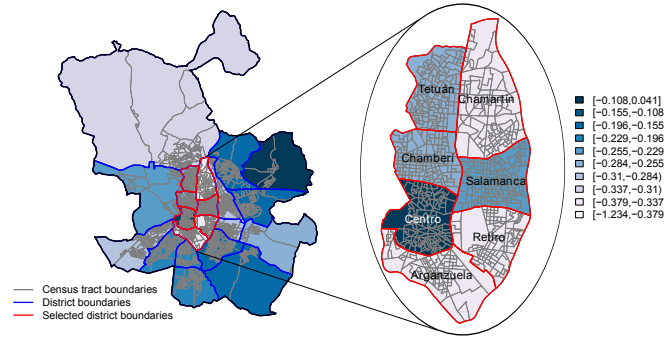 Tetuán
Chamartín
Chamberí
Salamanca
Centro
Retiro
Arganzuela
[−0.108,0.041]
[−0.155,−0.108
[−0.196,−0.155
[−0.229,−0.196
[−0.255,−0.229
[−0.284,−0.255
[−0.31,−0.284)
[−0.337,−0.31)
[−0.379,−0.337
[−1.234,−0.379
Census tract boundaries
District boundaries
Selected district boundaries